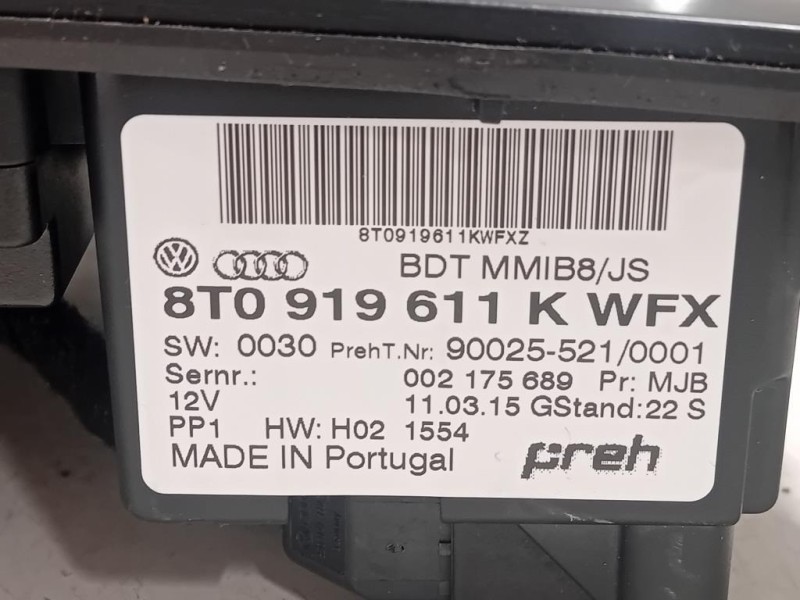 8T0919611KWFXZ
BDT MMIB8/JS
8T0 919 611 K WFX
SW: 0030 PrehT.Nr: 90025-521/0001
Sernr.: 002 175 689 Pr: MJB
12V 11.03.15 GStand:22 S
PP1 HW: H02 1554
MADE IN Portugal preh